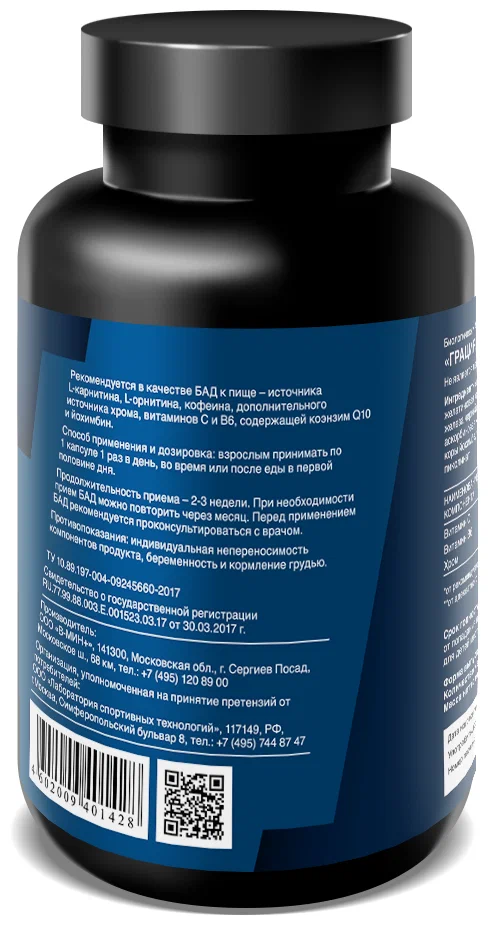 Рекомендуется в качестве БАД к пище – источника
L-карнитина, L-орнитина, кофеина, дополнительного
источника хрома, витаминов С и В6, содержащей коэнзим Q10
и йохимбин.
Способ применения и дозировка: взрослым принимать по
1 капсуле 1 раз в день, во время или после еды в первой
половине дня.
Продолжительность приема – 2-3 недели. При необходимости
прием БАД можно повторить через месяц. Перед применением
БАД рекомендуется проконсультироваться с врачом.
Противопоказания: индивидуальная непереносимость
компонентов продукта, беременность и кормление грудью.
ТУ 10.89.197-004-09245660-2017
Свидетельство о государственной регистрации
RU.77.99.88.003.Е.001523.03.17 от 30.03.2017 г.
Производитель:
ООО «В-МИН+», 141300, Московская обл., г. Сергиев Посад,
Московское ш., 68 км, тел.: +7 (495) 120 89 00
Организация, уполномоченная на принятие претензий от
потребителей:
ООО «Лаборатория спортивных технологий», 117149, РФ,
г. Москва, Симферопольский бульвар 8, тел.: +7 (495) 744 87 47
4 602009 401428
«ГРАЦИЯ
Не является
Витамин С
Хром